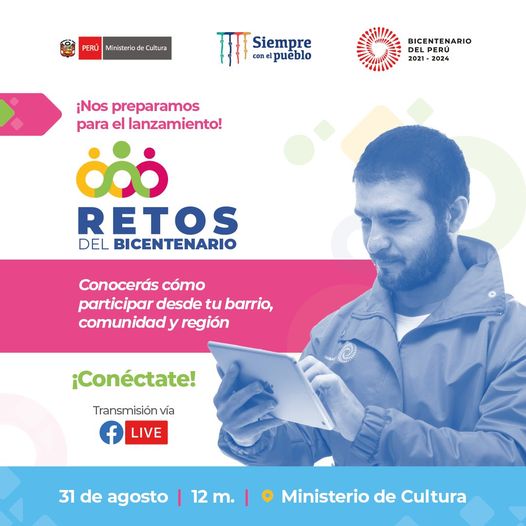 PERÚ Ministerio de Cultura
Siempre
con el pueblo
BICENTENARIO
DEL PERÚ
2021 - 2024
¡Nos preparamos
para el lanzamiento!
RETOS
DEL BICENTENARIO
Conocerás cómo
participar desde tu barrio,
comunidad y región
¡Conéctate!
Transmisión vía
f LIVE
31 de agosto | 12 m. | Ministerio de Cultura